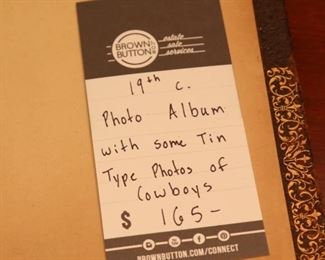 BROWN
BUTTON
estate
sale
services
19th C.
Photo Album
with some Tin
Type Photos of
Cowboys
$ 165-
BROWNBUTTON.COM/CONNECT